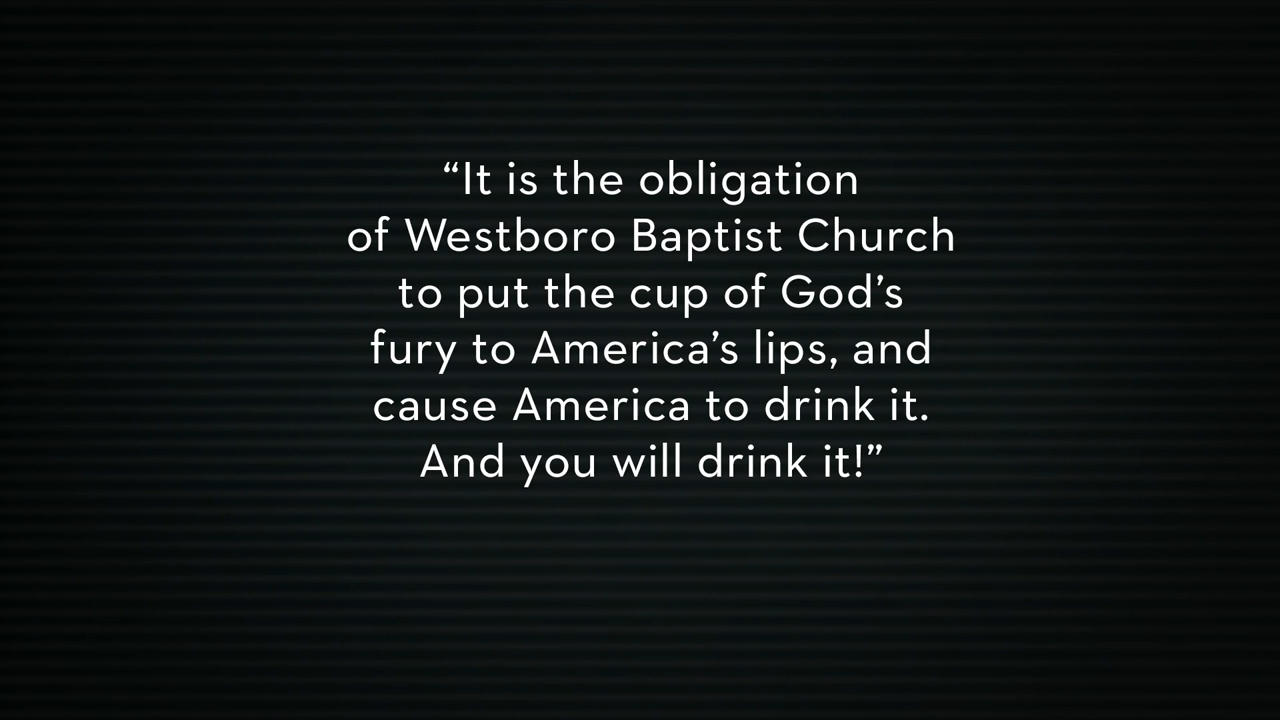 “It is the obligation
of Westboro Baptist Church
to put the cup of God’s
fury to America’s lips, and
cause America to drink it.
And you will drink it!”